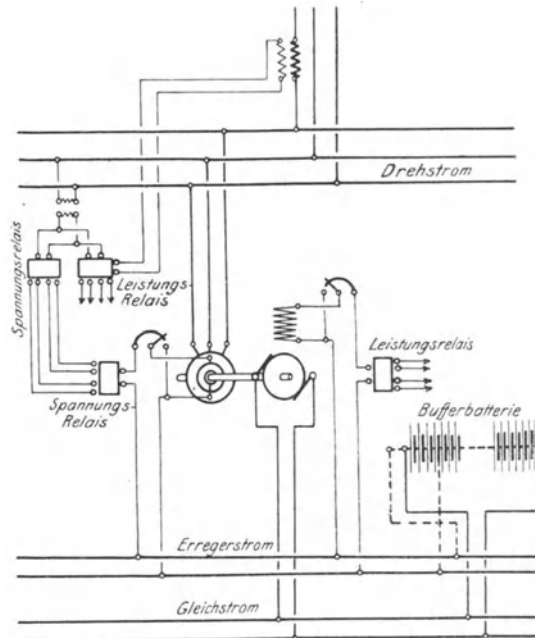 Drehstrom
Spannungsrelais
Leistungs-
Relais
Leistungsrelais
Spannungs-
Relais
Bufferbatterie
Erregerstrom
Gleichstrom